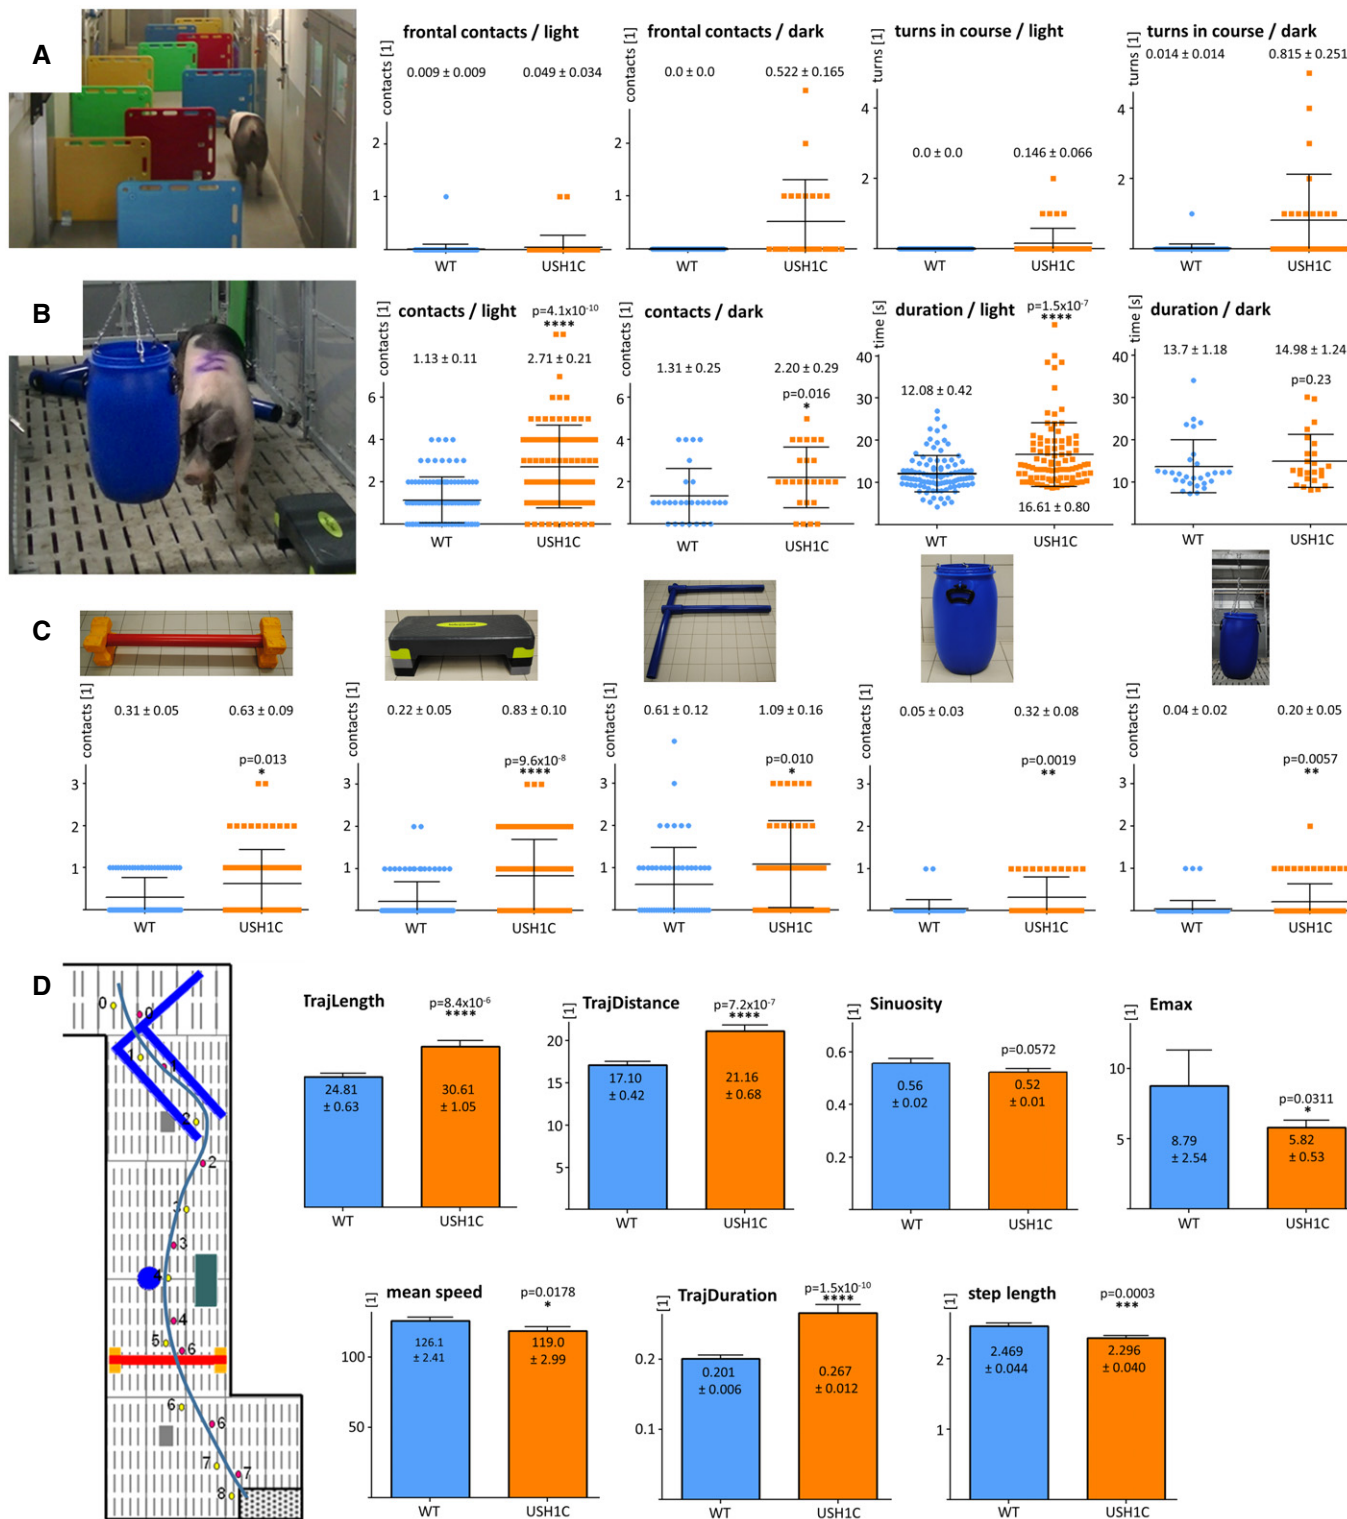 A
frontal contacts / light
contacts [1]
0.009 ± 0.009
0.049 ± 0.034
2
1
WT
USH1C
frontal contacts / dark
contacts [1]
0.0 ± 0.0
0.522 ± 0.165
2
1
WT
USH1C
turns in course / light
turns [1]
4
0.0 ± 0.0
0.146 ± 0.066
2
WT
USH1C
turns in course / dark
turns [1]
0.014 ± 0.014
0.815 ± 0.251
4
2
WT
USH1C
B
contacts / light
contacts [1]
p=4.1x10-10
****
1.13 ± 0.11
2.71 ± 0.21
6
4
2
WT
USH1C
contacts / dark
contacts [1]
1.31 ± 0.25
2.20 ± 0.29
p=0.016
*
6
4
2
WT
USH1C
duration / light
time [s]
p=1.5x10-7
****
40
12.08 ± 0.42
30
20
10
16.61 ± 0.80
WT
USH1C
duration / dark
time [s]
13.7 ± 1.18
14.98 ± 1.24
p=0.23
40
30
20
10
WT
USH1C
C
contacts [1]
0.31 ± 0.05
0.63 ± 0.09
p=0.013
*
3
2
1
WT
USH1C
contacts [1]
0.22 ± 0.05
0.83 ± 0.10
p=9.6x10-8
****
3
2
1
WT
USH1C
contacts [1]
0.61 ± 0.12
1.09 ± 0.16
p=0.010
*
3
2
1
WT
USH1C
contacts [1]
0.05 ± 0.03
0.32 ± 0.08
p=0.0019
**
3
2
1
WT
USH1C
contacts [1]
0.04 ± 0.02
0.20 ± 0.05
p=0.0057
**
3
2
1
WT
USH1C
D
0
0
1
1
2
2
3
3
4
4
5
6
6
6
7
7
8
TrajLength
p=8.4x10-6
****
24.81
± 0.63
30.61
± 1.05
WT
USH1C
TrajDistance
[1]
p=7.2x10-7
****
20
15
10
5
17.10
± 0.42
21.16
± 0.68
WT
USH1C
Sinuosity
[1]
p=0.0572
0.6
0.4
0.2
0.56
± 0.02
0.52
± 0.01
WT
USH1C
Emax
[1]
10
5
p=0.0311
*
8.79
± 2.54
5.82
± 0.53
WT
USH1C
mean speed
[1]
p=0.0178
*
100
50
126.1
± 2.41
119.0
± 2.99
WT
USH1C
TrajDuration
[1]
p=1.5x10-10
****
0.2
0.1
0.201
± 0.006
0.267
± 0.012
WT
USH1C
step length
[1]
p=0.0003
***
2
1
2.469
± 0.044
2.296
± 0.040
WT
USH1C